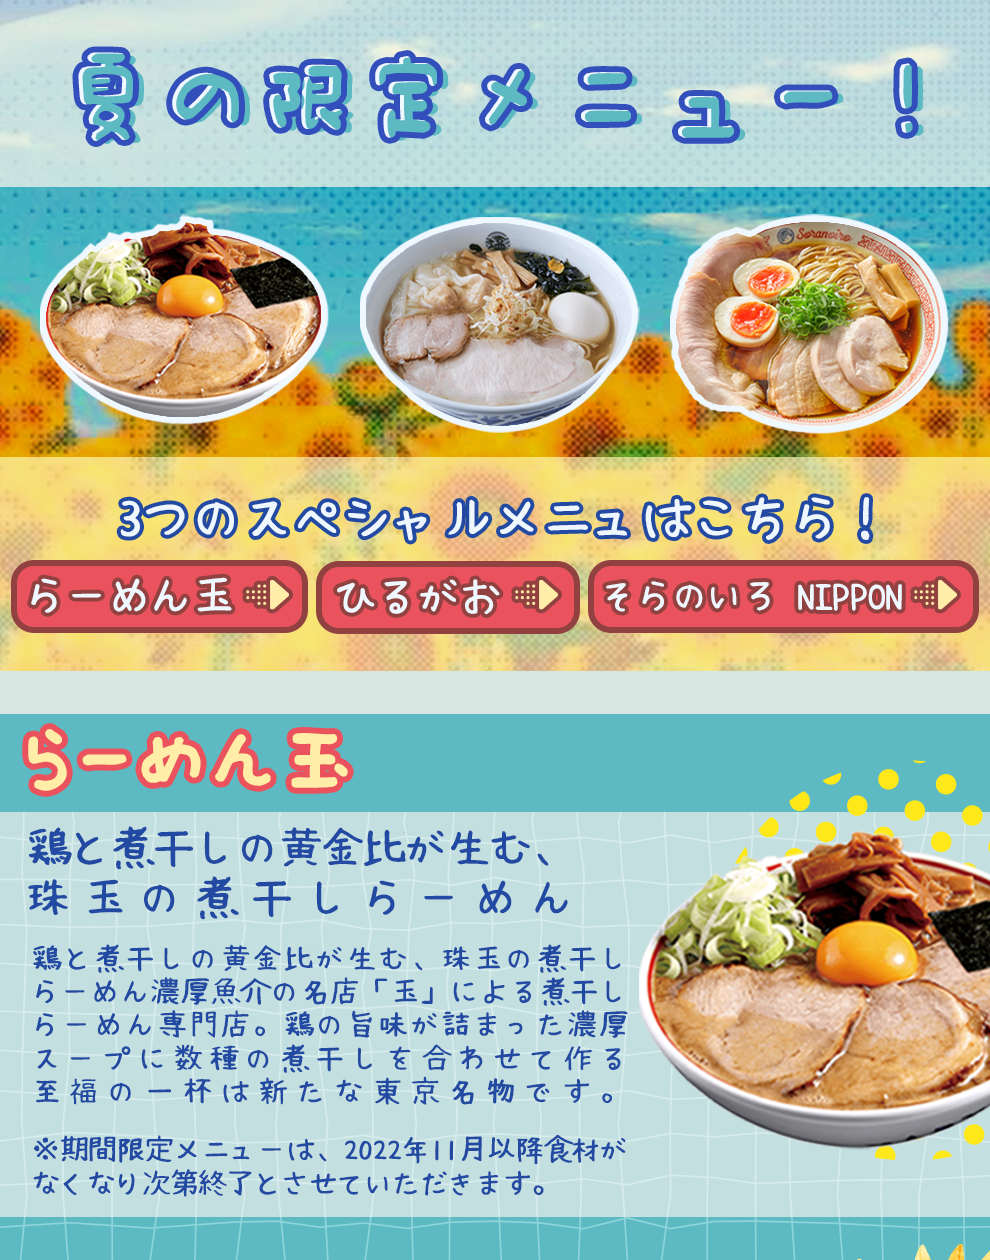 夏の限定メニュー！
Soranoiro
3つのスペシャルメニューはこちら！
らーめん玉
ひるがお
そらのいろ NIPPON
らーめん玉
鶏と煮干しの黄金比が生む、
珠玉の煮干しらーめん
鶏と煮干しの黄金比が生む、珠玉の煮干し
らーめん濃厚魚介の名店「玉」による煮干し
らーめん専門店。鶏の旨味が詰まった濃厚
スープに数種の煮干しを合わせて作る
至福の一杯は新たな東京名物です。
※期間限定メニューは、2022年11月以降食材が
なくなり次第終了とさせていただきます。